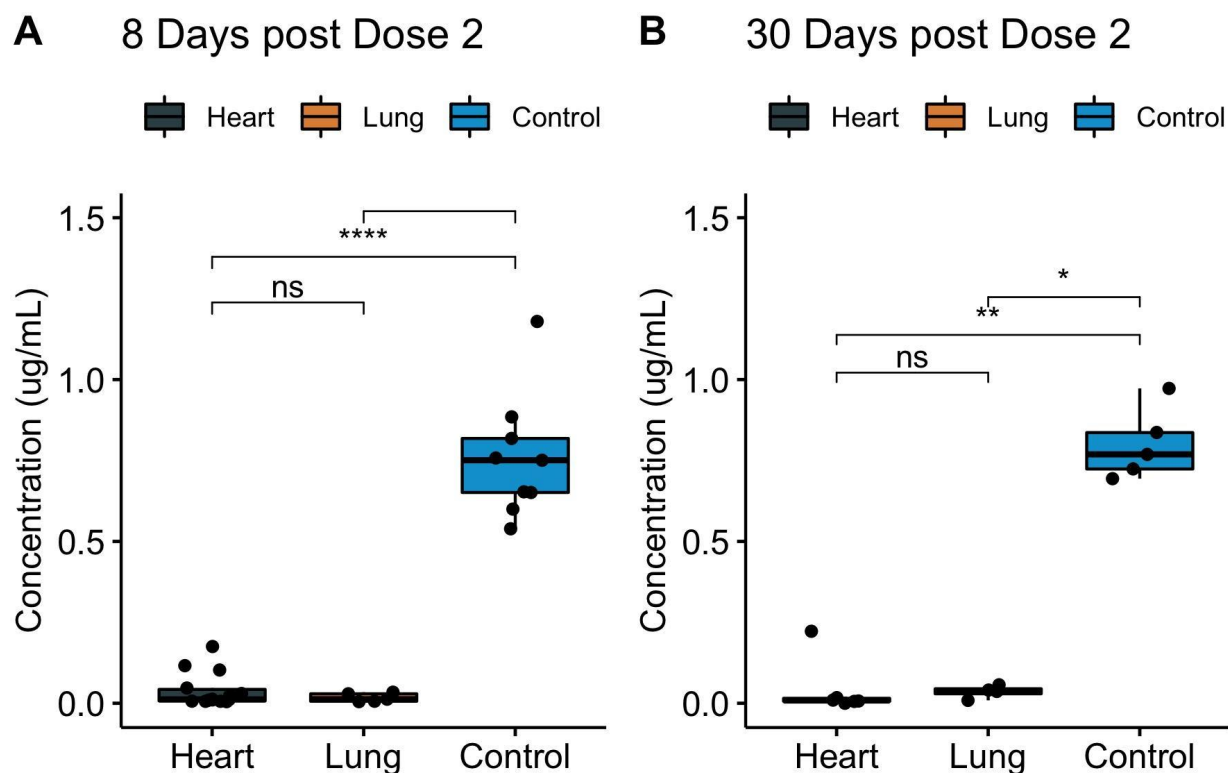 A 8 Days post Dose 2
Heart Lung Control
Concentration (ug/mL)
1.5
1.0
0.5
0.0
****
ns
Heart Lung Control
B 30 Days post Dose 2
Heart Lung Control
Concentration (ug/mL)
1.5
1.0
0.5
0.0
*
**
ns
Heart Lung Control